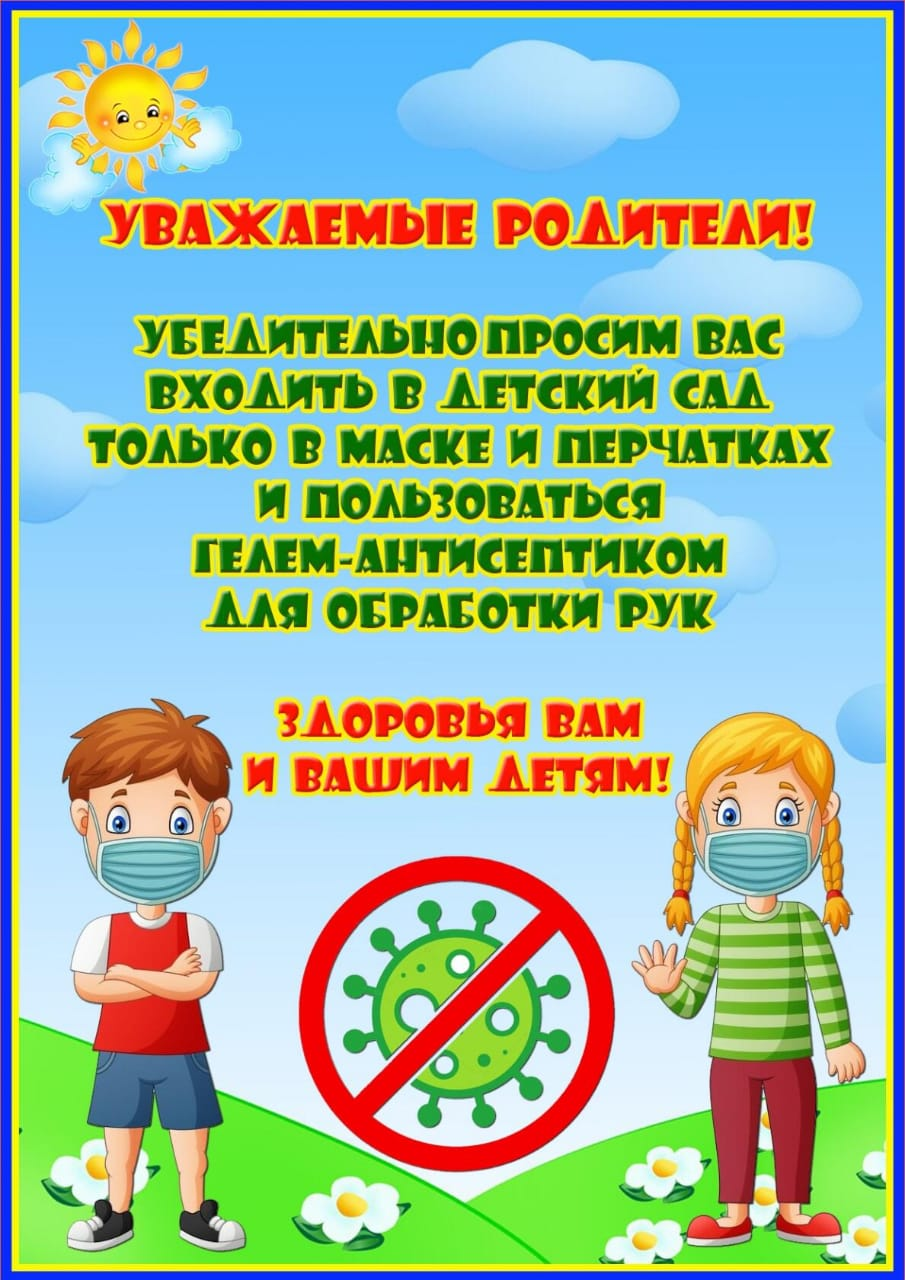 УВАЖАЕМЫЕ РОДИТЕЛИ!
УБЕДИТЕЛЬНО ПРОСИМ ВАС
ВХОДИТЬ В ДЕТСКИЙ САД
ТОЛЬКО В МАСКЕ И ПЕРЧАТКАХ
И ПОЛЬЗОВАТЬСЯ
ГЕЛЕМ-АНТИСЕПТИКОМ
ДЛЯ ОБРАБОТКИ РУК
ЗДОРОВЬЯ ВАМ
И ВАШИМ ДЕТЯМ!